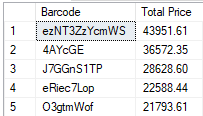 Barcode Total Price
1 ezNT3ZzYcmWS 43951.61
2 4AYcGE 36572.35
3 J7GGnS1TP 28628.60
4 eRiec7Lop 22588.44
5 O3gtmWof 21793.61